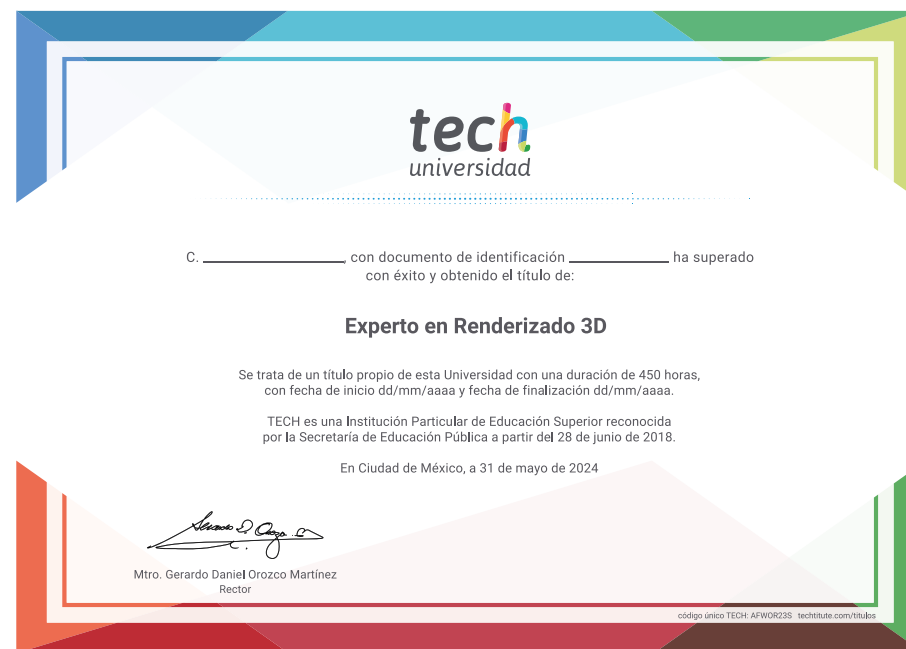 tech
universidad
C. ____________, con documento de identificación ____________ ha superado
con éxito y obtenido el título de:
Experto en Renderizado 3D
Se trata de un título propio de esta Universidad con una duración de 450 horas,
con fecha de inicio dd/mm/aaaa y fecha de finalización dd/mm/aaaa.
TECH es una Institución Particular de Educación Superior reconocida
por la Secretaría de Educación Pública a partir del 28 de junio de 2018.
En Ciudad de México, a 31 de mayo de 2024
Mtro. Gerardo Daniel Orozco Martínez
Rector
código único TECH: AFWOR23S techtitute.com/titulos